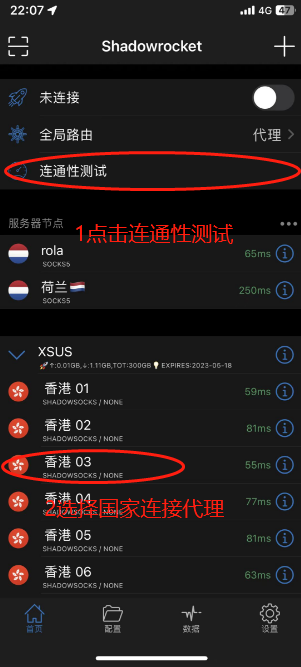 22:07
4G 47
Shadowrocket
未连接
全局路由
代理
连通性测试
服务器节点
1点击连通性测试
rola
65ms
SOCKS5
荷兰
250ms
SOCKS5
XSUS
↑:0.01GB,↓:1.11GB,TOT:300GB EXPIRES:2023-05-18
香港 01
59ms
SHADOWSOCKS / NONE
香港 02
81ms
SHADOWSOCKS / NONE
香港 03
55ms
SHADOWSOCKS / NONE
香港 04
77ms
2选择国家连接代理
SHADOWSOCKS / NONE
香港 05
81ms
SHADOWSOCKS / NONE
香港 06
63ms
SHADOWSOCKS / NONE
首页
配置
数据
设置